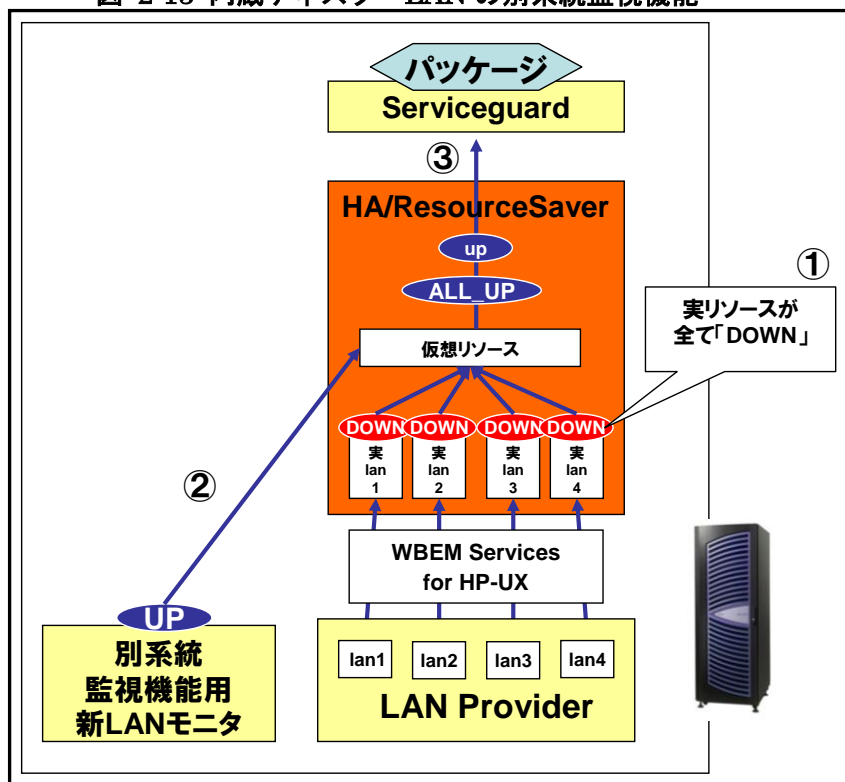 パッケージ
Serviceguard
③
HA/ResourceSaver
up
ALL_UP
①
実リソースが
全て「DOWN」
仮想リソース
DOWN DOWN DOWN DOWN
実 実 実 実
lan lan lan lan
1 2 3 4
②
WBEM Services
for HP-UX
UP
別系統
監視機能用
新LANモニタ
lan1 lan2 lan3 lan4
LAN Provider